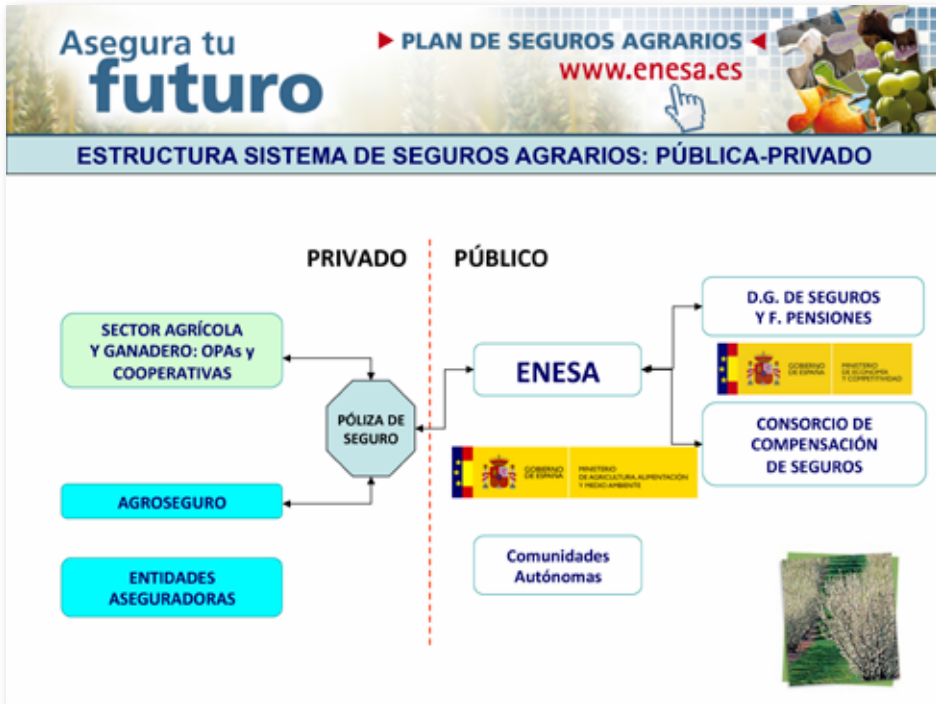 Asegura tu
futuro
PLAN DE SEGUROS AGRARIOS
www.enesa.es
ESTRUCTURA SISTEMA DE SEGUROS AGRARIOS: PÚBLICA-PRIVADO
PRIVADO
PÚBLICO
SECTOR AGRÍCOLA
Y GANADERO: OPAs y
COOPERATIVAS
PÓLIZA DE
SEGURO
AGROSEGURO
ENTIDADES
ASEGURADORAS
ENESA
GOBIERNO
DE ESPAÑA
MINISTERIO
DE AGRICULTURA, ALIMENTACIÓN
Y MEDIO AMBIENTE
Comunidades
Autónomas
D.G. DE SEGUROS
Y F. PENSIONES
GOBIERNO
DE ESPAÑA
MINISTERIO
DE ECONOMÍA
Y COMPETITIVIDAD
CONSORCIO DE
COMPENSACIÓN
DE SEGUROS